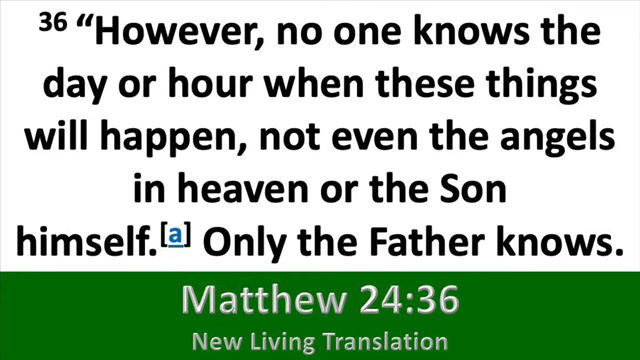 36 “However, no one knows the
day or hour when these things
will happen, not even the angels
in heaven or the Son
himself.[a] Only the Father knows.
Matthew 24:36
New Living Translation